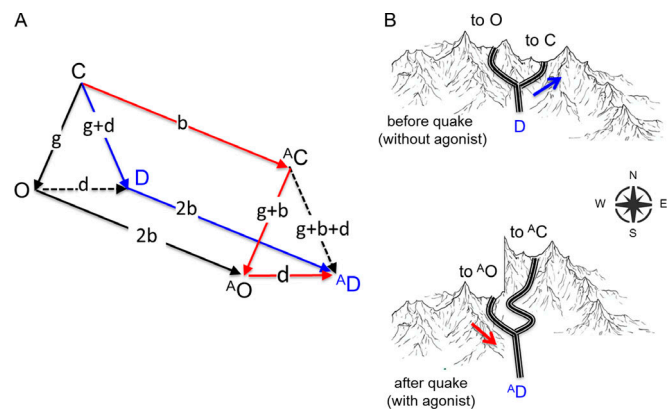 A
C
g
g+d
b
ᴬC
O
d
D
2b
2b
g+b
g+b+d
ᴬO
d
ᴬD
B
to O
to C
before quake
(without agonist)
D
N
W
E
S
to ᴬC
to ᴬO
after quake
(with agonist)
ᴬD